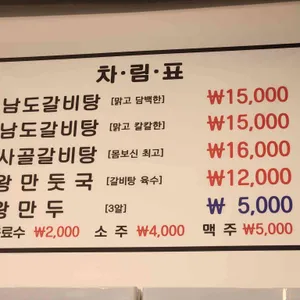 차·림·표
남도갈비탕 [맑고 담백한] ₩15,000
남도갈비탕 [맑고 칼칼한] ₩15,000
사골갈비탕 [몸보신 최고] ₩16,000
왕만둣국 [갈비탕 육수] ₩12,000
왕만두 [3알] ₩ 5,000
료수 ₩2,000 소주 ₩4,000 맥주 ₩5,000